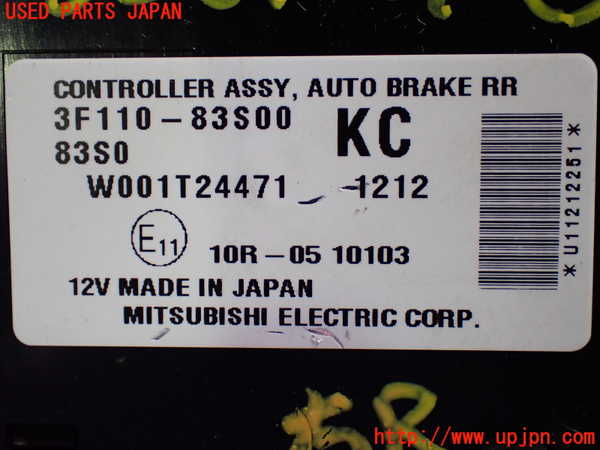 USED PARTS JAPAN
CONTROLLER ASSY, AUTO BRAKE RR
3F110-83S00
KC
83S0
W001T24471 -1212
E11
10R-05 10103
12V MADE IN JAPAN
MITSUBISHI ELECTRIC CORP.
*U11212251*
http://www.upjpn.com/